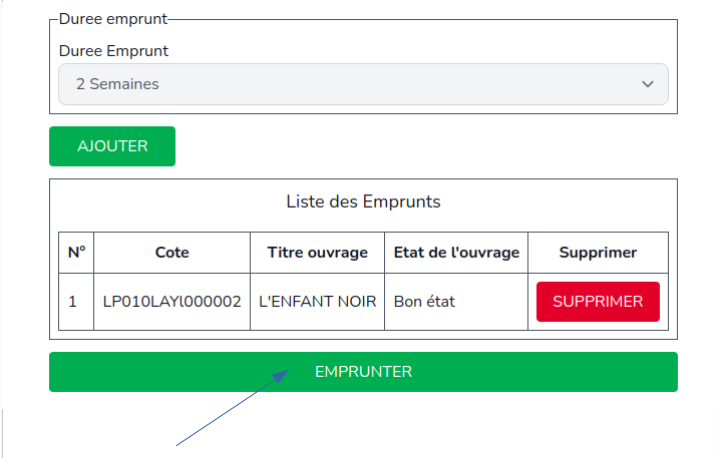 Duree emprunt
Duree Emprunt
2 Semaines
AJOUTER
Liste des Emprunts
N° Cote Titre ouvrage Etat de l'ouvrage Supprimer
1 LP010LAYI000002 L'ENFANT NOIR Bon état SUPPRIMER
EMPRUNTER